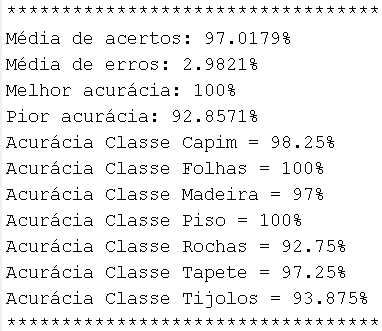 **********************************
Média de acertos: 97.0179%
Média de erros: 2.9821%
Melhor acurácia: 100%
Pior acurácia: 92.8571%
Acurácia Classe Capim = 98.25%
Acurácia Classe Folhas = 100%
Acurácia Classe Madeira = 97%
Acurácia Classe Piso = 100%
Acurácia Classe Rochas = 92.75%
Acurácia Classe Tapete = 97.25%
Acurácia Classe Tijolos = 93.875%
**********************************